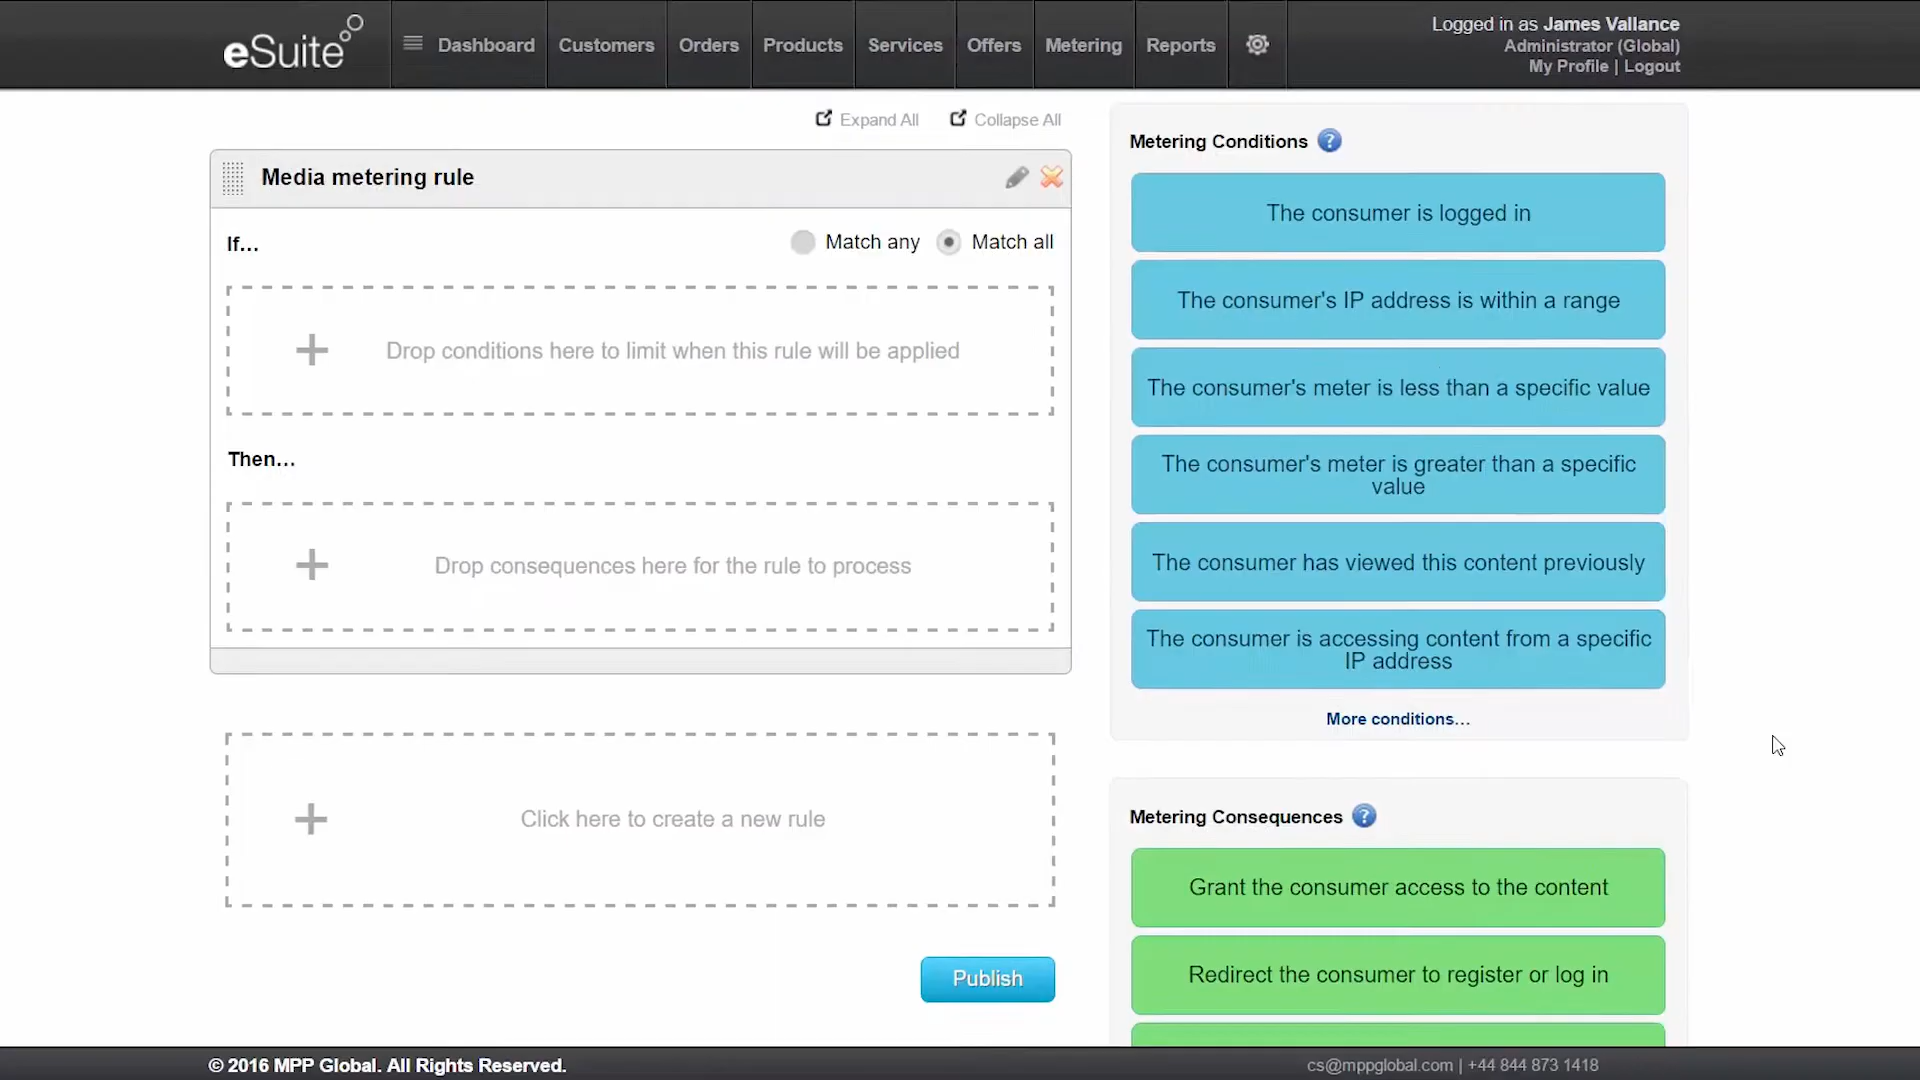 eSuite
Dashboard
Customers
Orders
Products
Services
Offers
Metering
Reports
Logged in as James Vallance
Administrator (Global)
My Profile | Logout
Expand All
Collapse All
Media metering rule
If...
Match any
Match all
Drop conditions here to limit when this rule will be applied
Then...
Drop consequences here for the rule to process
Click here to create a new rule
Publish
Metering Conditions ?
The consumer is logged in
The consumer's IP address is within a range
The consumer's meter is less than a specific value
The consumer's meter is greater than a specific
value
The consumer has viewed this content previously
The consumer is accessing content from a specific
IP address
More conditions...
Metering Consequences ?
Grant the consumer access to the content
Redirect the consumer to register or log in
© 2016 MPP Global. All Rights Reserved.
cs@mppglobal.com | +44 844 873 1418